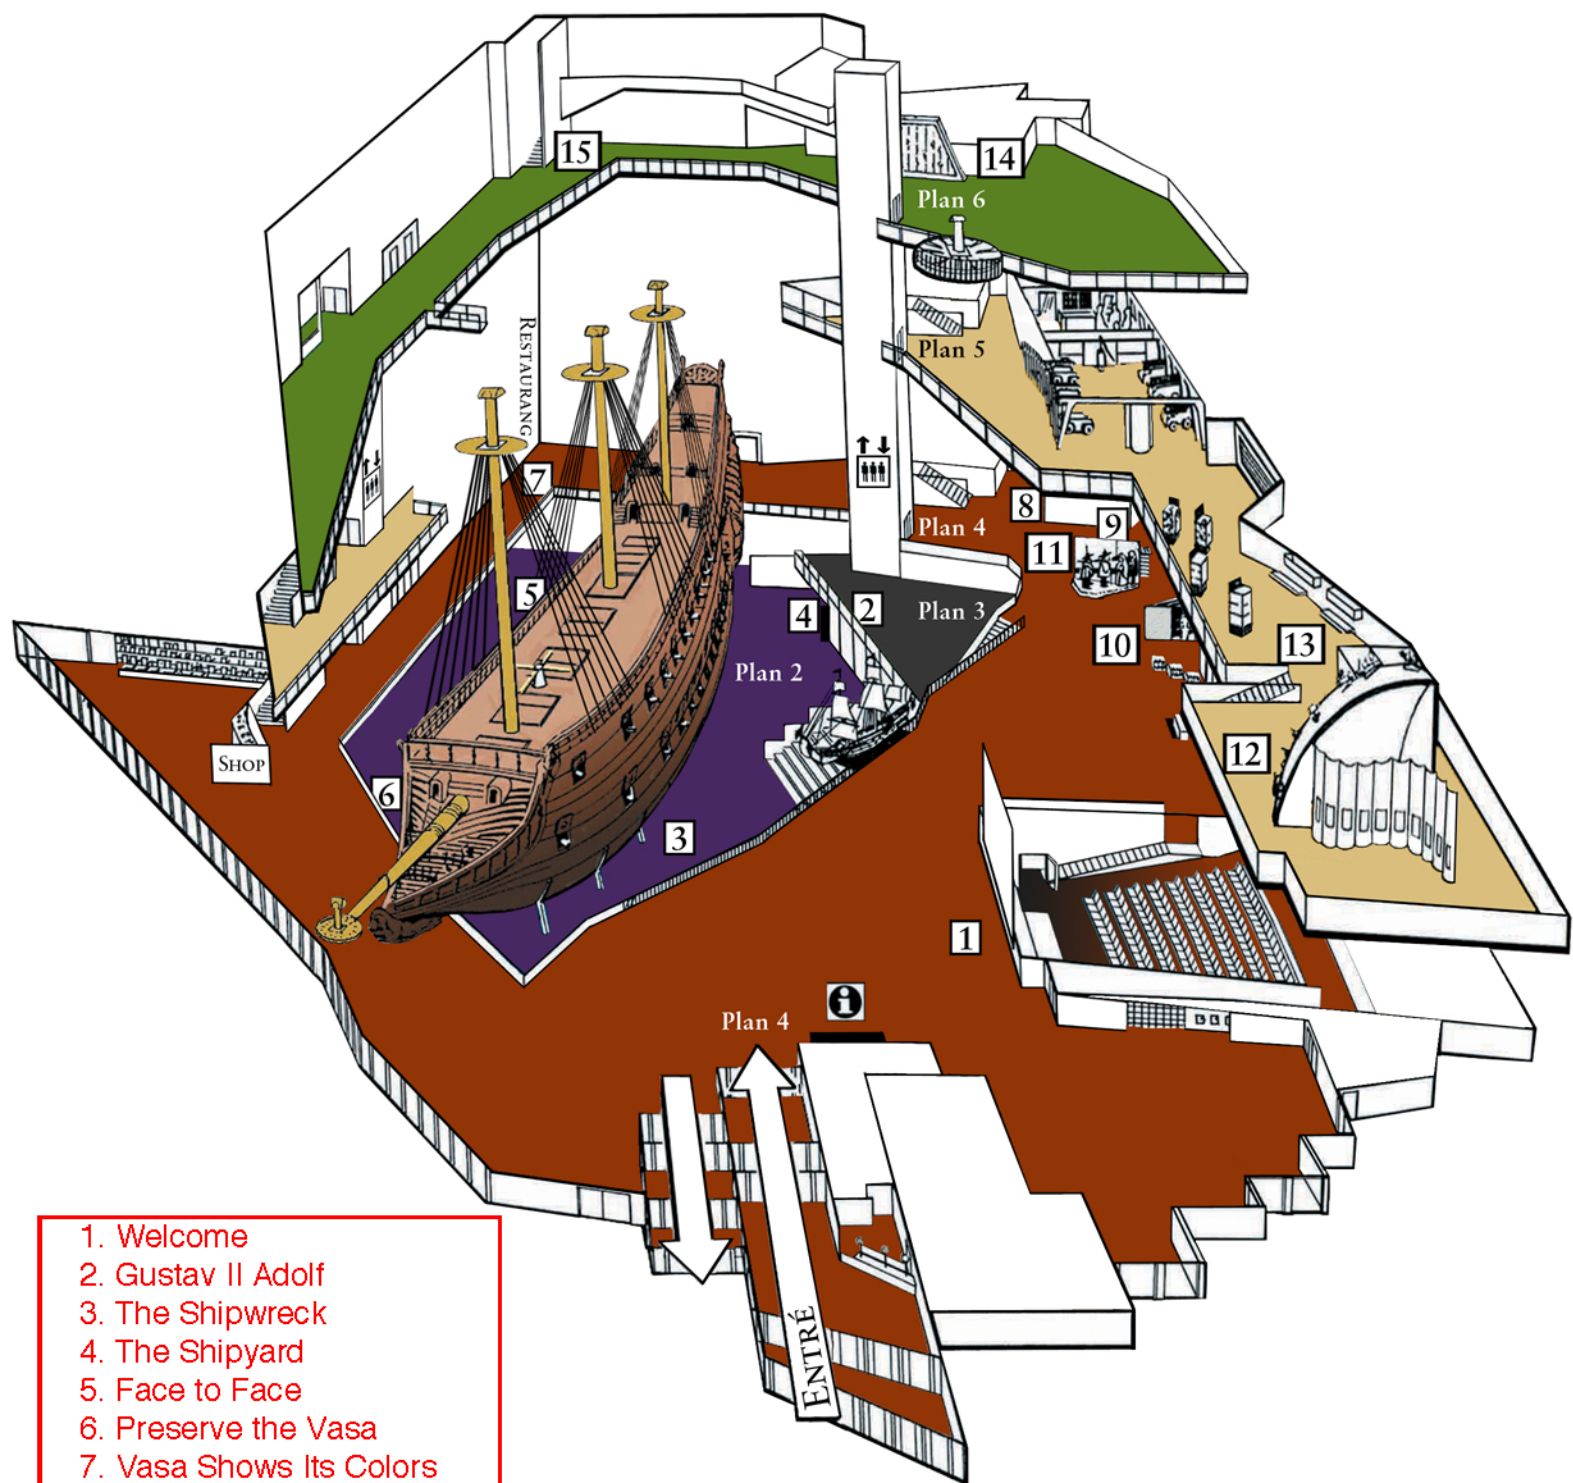 15
14
Plan 6
RESTAURANG
Plan 5
7
8
9
Plan 4
11
5
4
2
Plan 3
10
13
Plan 2
SHOP
12
6
3
1
i
Plan 4
ENTRÉ
1. Welcome
2. Gustav II Adolf
3. The Shipwreck
4. The Shipyard
5. Face to Face
6. Preserve the Vasa
7. Vasa Shows Its Colors